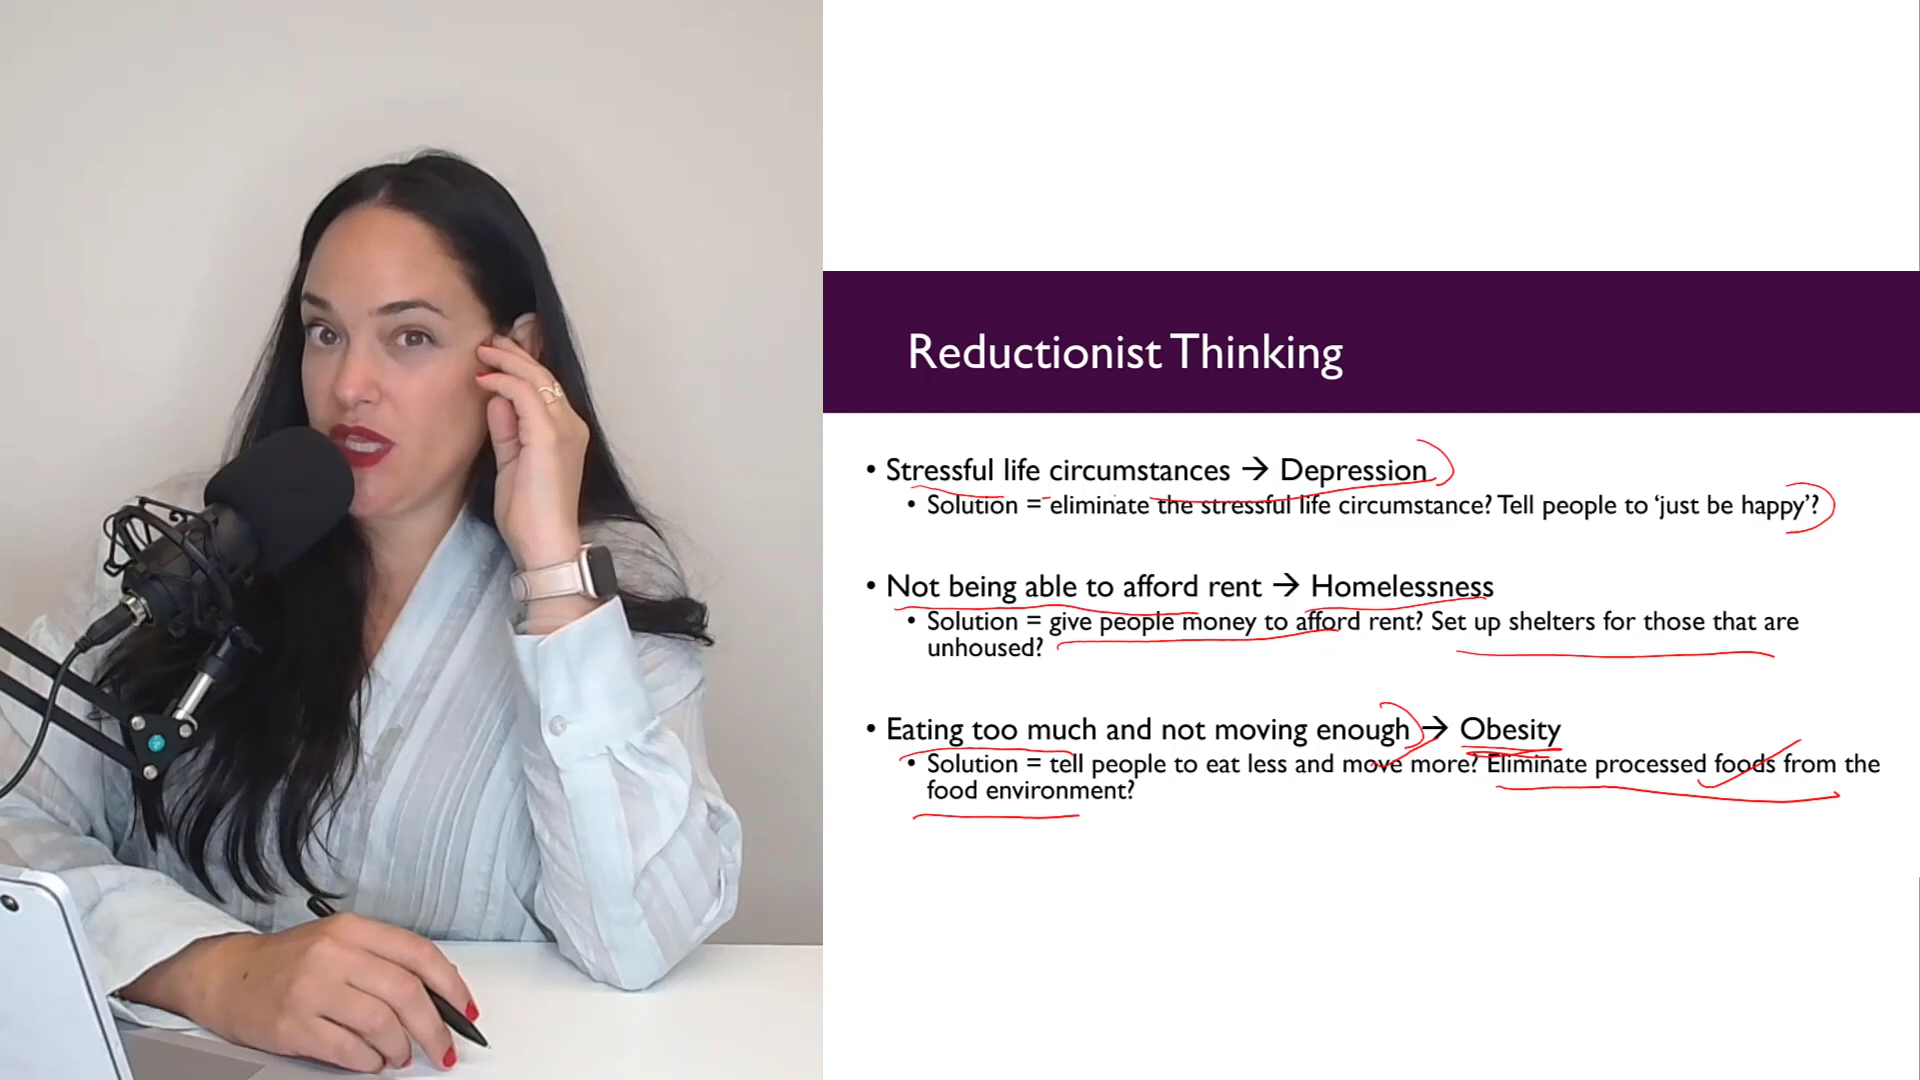 Reductionist Thinking
• Stressful life circumstances → Depression
• Solution = eliminate the stressful life circumstance? Tell people to ‘just be happy’?
• Not being able to afford rent → Homelessness
• Solution = give people money to afford rent? Set up shelters for those that are
unhoused?
• Eating too much and not moving enough → Obesity
• Solution = tell people to eat less and move more? Eliminate processed foods from the
food environment?